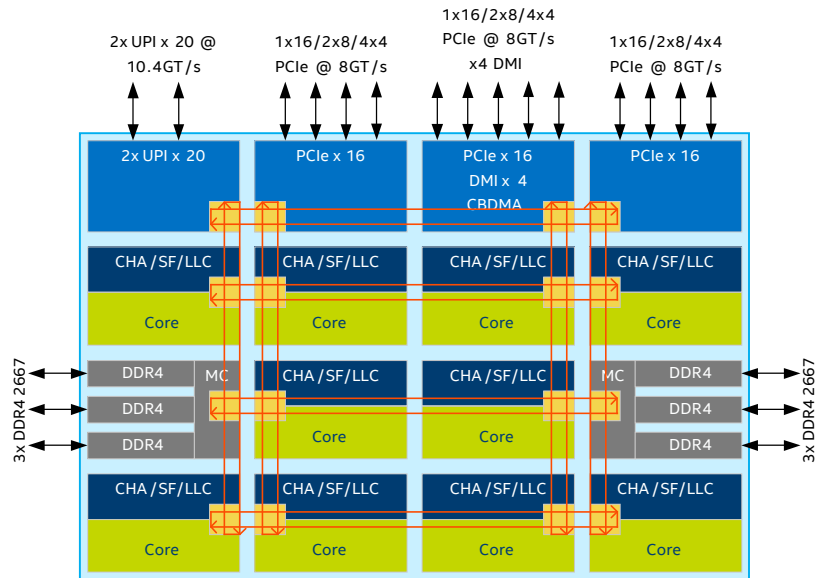 2x UPI x 20 @
10.4GT/s
1x16/2x8/4x4
PCIe @ 8GT/s
1x16/2x8/4x4
PCIe @ 8GT/s
x4 DMI
1x16/2x8/4x4
PCIe @ 8GT/s
2x UPI x 20
PCIe x 16
PCIe x 16
DMI x 4
CBDMA
PCIe x 16
CHA/SF/LLC
CHA/SF/LLC
CHA/SF/LLC
CHA/SF/LLC
Core
Core
Core
Core
3x DDR4 2667
DDR4
DDR4
DDR4
MC
CHA/SF/LLC
Core
CHA/SF/LLC
Core
MC
DDR4
DDR4
DDR4
3x DDR4 2667
CHA/SF/LLC
CHA/SF/LLC
CHA/SF/LLC
CHA/SF/LLC
Core
Core
Core
Core